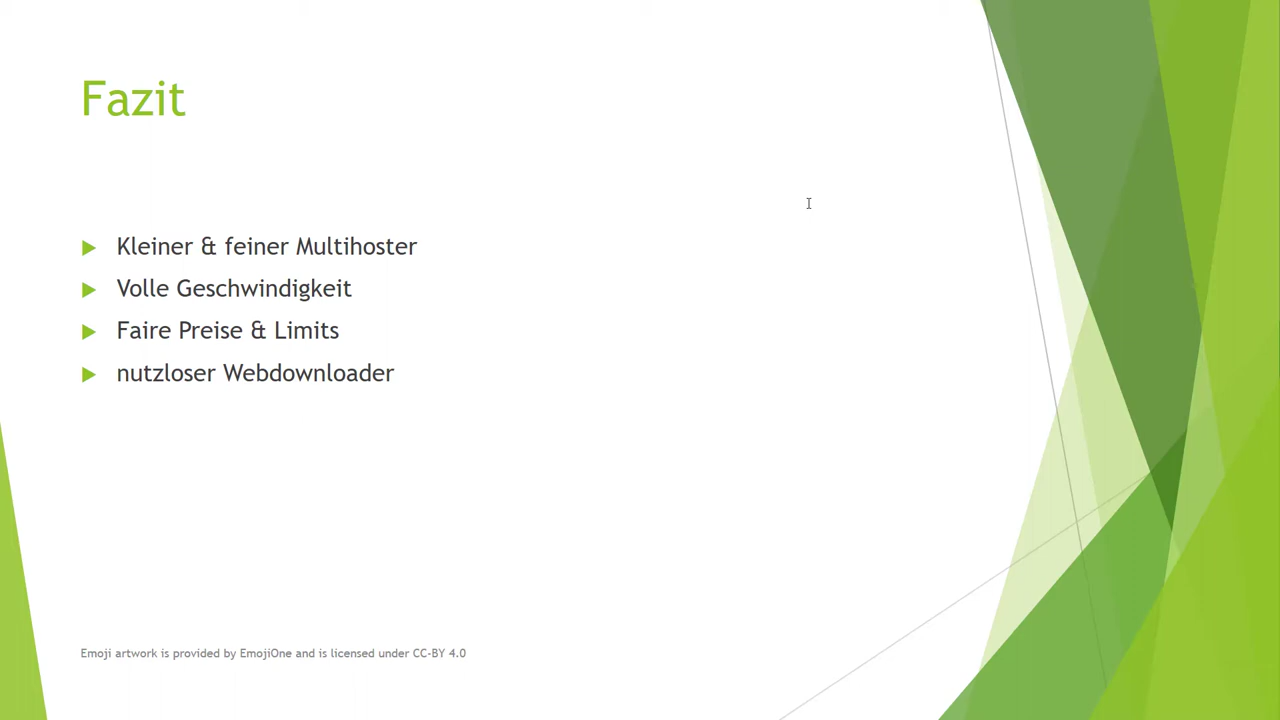 Fazit
Kleiner & feiner Multihoster
Volle Geschwindigkeit
Faire Preise & Limits
nutzloser Webdownloader
Emoji artwork is provided by EmojiOne and is licensed under CC-BY 4.0